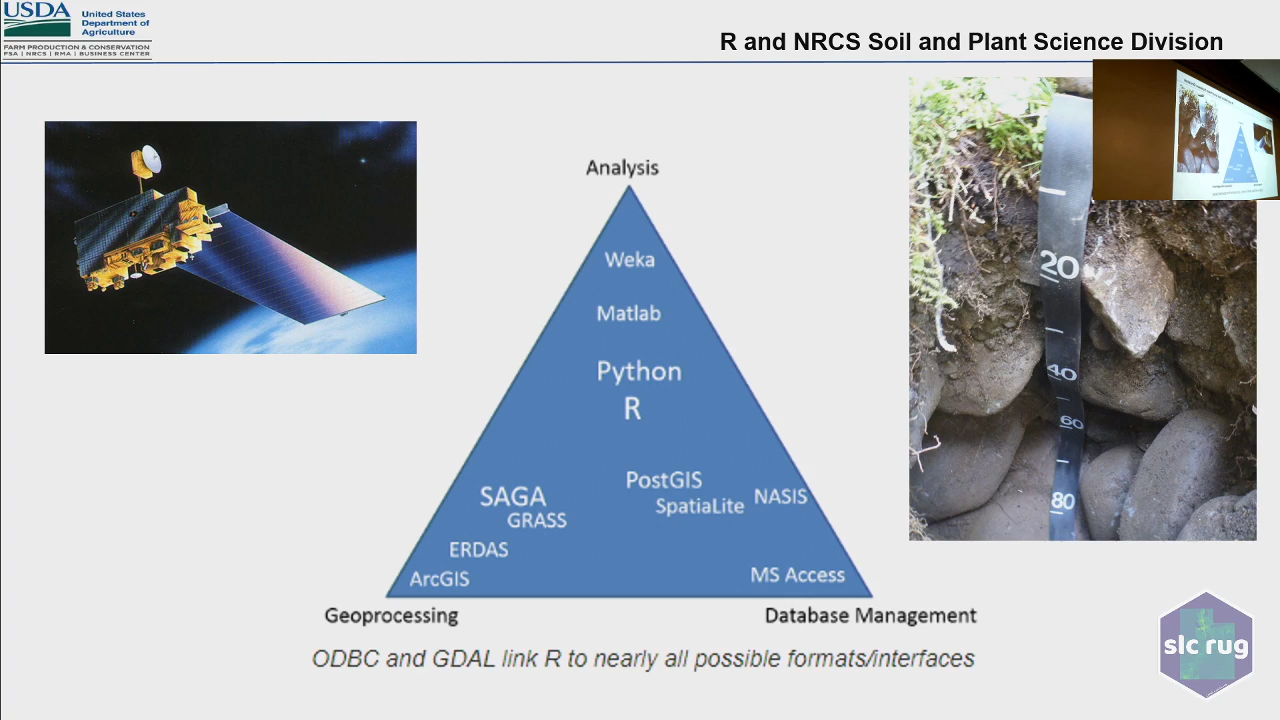 USDA
United States
Department of
Agriculture
FARM PRODUCTION & CONSERVATION
FSA | NRCS | RMA | BUSINESS CENTER
R and NRCS Soil and Plant Science Division
Analysis
Weka
Matlab
Python
R
SAGA
GRASS
ERDAS
ArcGIS
PostGIS
SpatiaLite
NASIS
MS Access
Geoprocessing
Database Management
ODBC and GDAL link R to nearly all possible formats/interfaces
20
40
60
80
slc rug